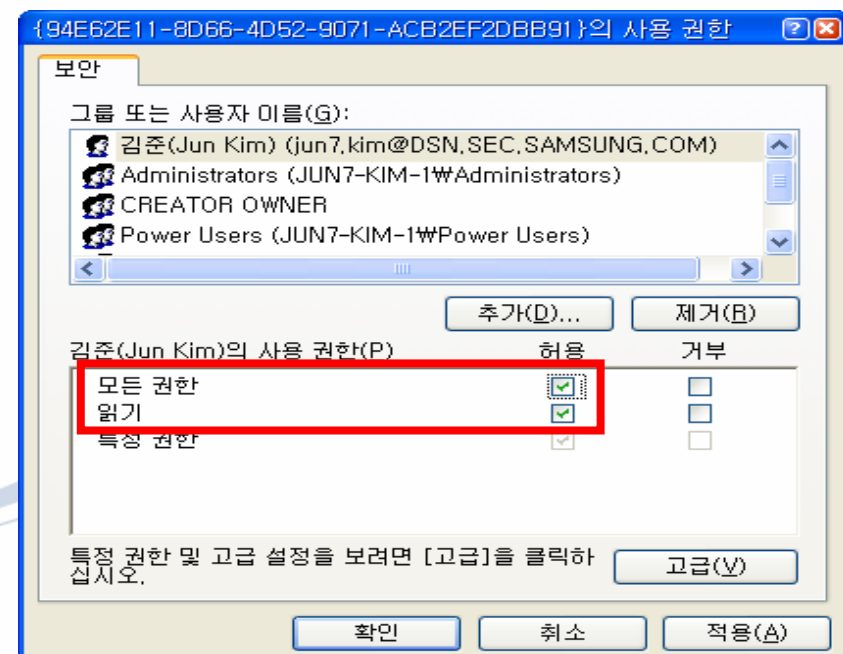 {94E62E11-8D66-4D52-9071-ACB2EF2DBB91}의 사용 권한
보안
그룹 또는 사용자 이름(G):
김준(Jun Kim) (jun7.kim@DSN.SEC.SAMSUNG.COM)
Administrators (JUN7-KIM-1₩Administrators)
CREATOR OWNER
Power Users (JUN7-KIM-1₩Power Users)
추가(D)... 제거(R)
김준(Jun Kim)의 사용 권한(P) 허용 거부
모든 권한
읽기
특정 권한
특정 권한 및 고급 설정을 보려면 [고급]을 클릭하
십시오.
고급(V)
확인 취소 적용(A)